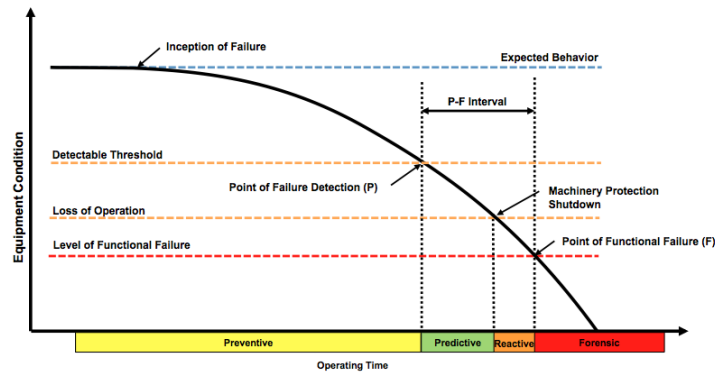 Inception of Failure
Expected Behavior
P-F Interval
Detectable Threshold
Point of Failure Detection (P)
Machinery Protection
Shutdown
Loss of Operation
Level of Functional Failure
Point of Functional Failure (F)
Equipment Condition
Preventive
Predictive
Reactive
Forensic
Operating Time